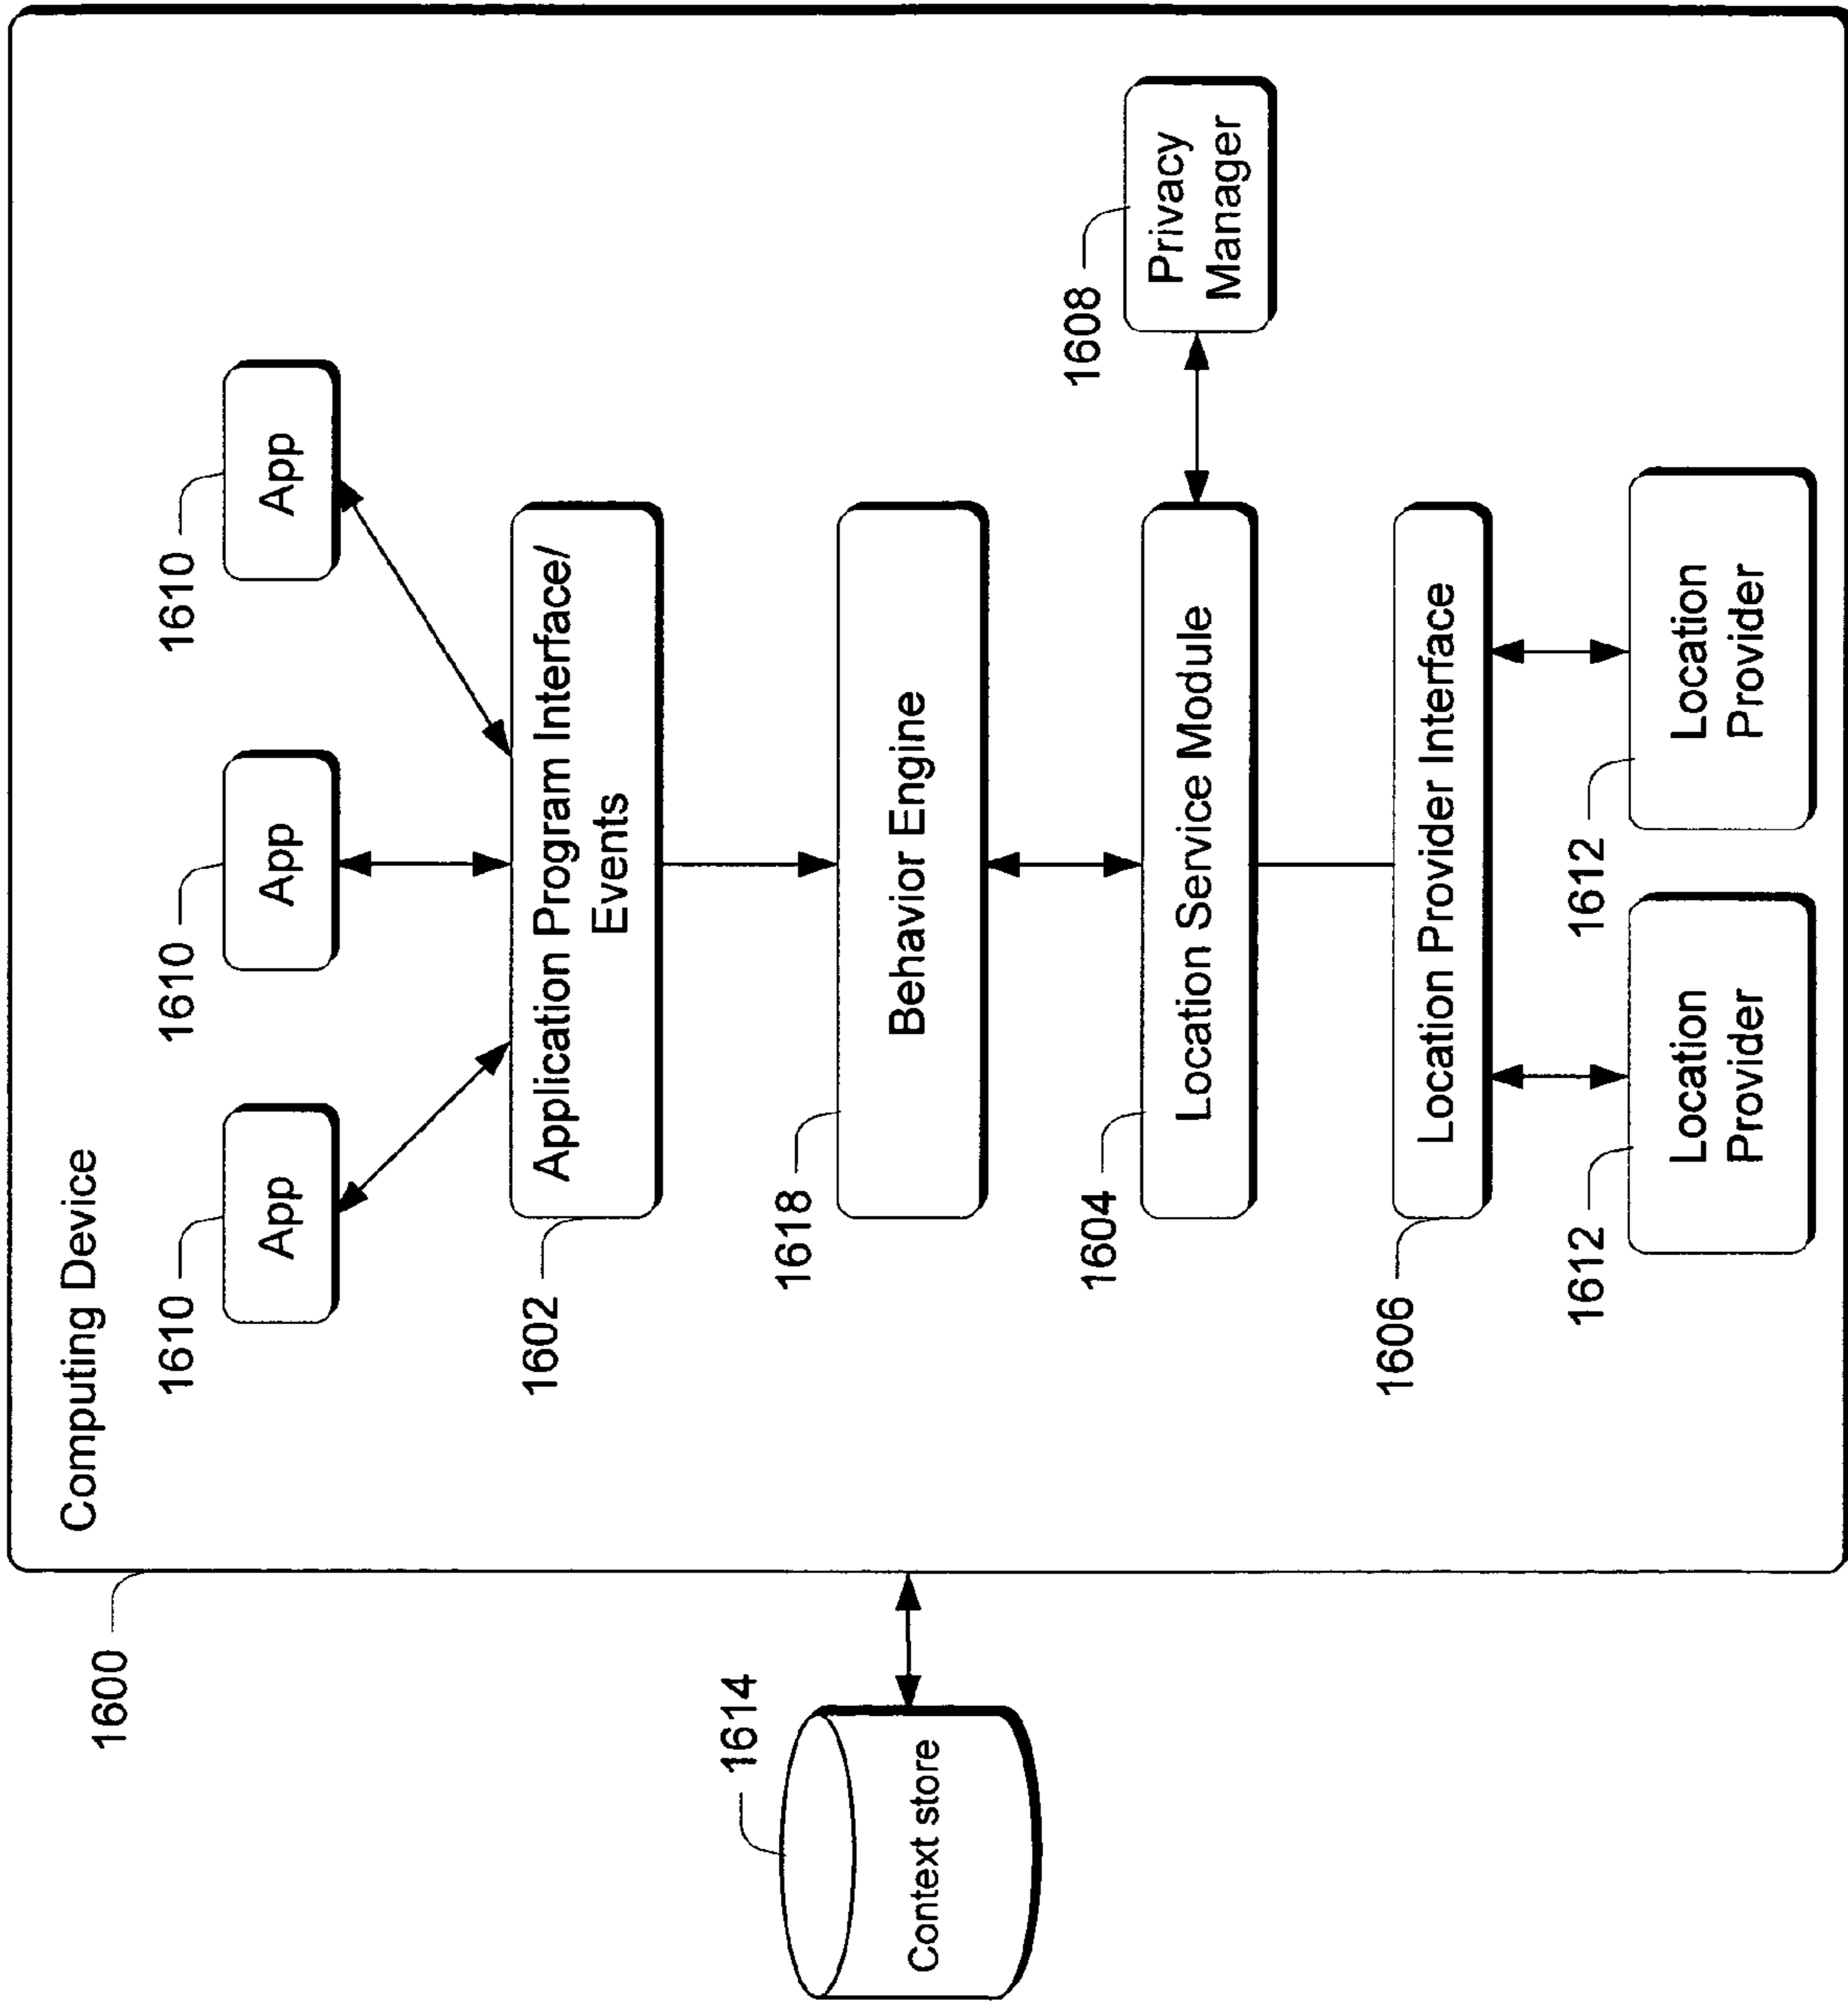 1600
Computing Device
1610
1610
1610
App
App
App
1602
Application Program Interface/
Events
1614
Context store
1618
Behavior Engine
1604
Location Service Module
1608
Privacy
Manager
1606
Location Provider Interface
1612
1612
Location
Provider
Location
Provider